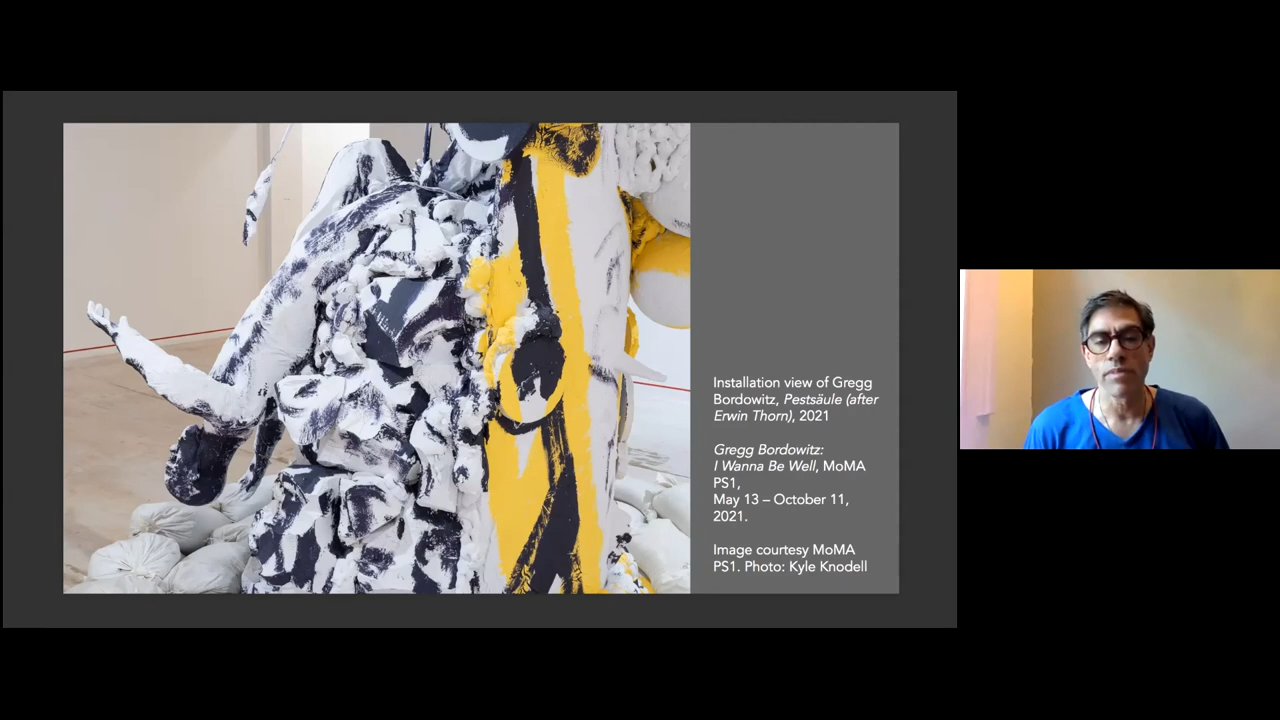 Installation view of Gregg
Bordowitz, Pestsäule (after
Erwin Thorn), 2021
Gregg Bordowitz:
I Wanna Be Well, MoMA
PS1,
May 13 – October 11,
2021.
Image courtesy MoMA
PS1. Photo: Kyle Knodell